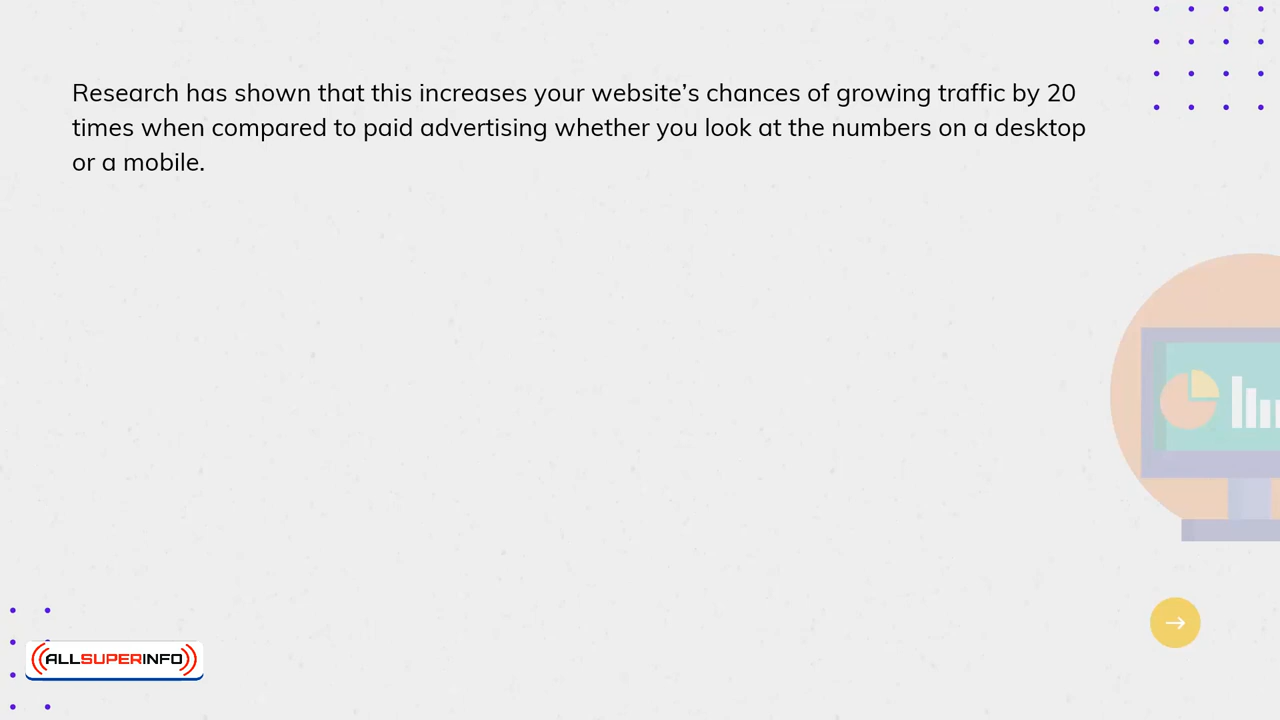 Research has shown that this increases your website’s chances of growing traffic by 20
times when compared to paid advertising whether you look at the numbers on a desktop
or a mobile.
ALLSUPERINFO